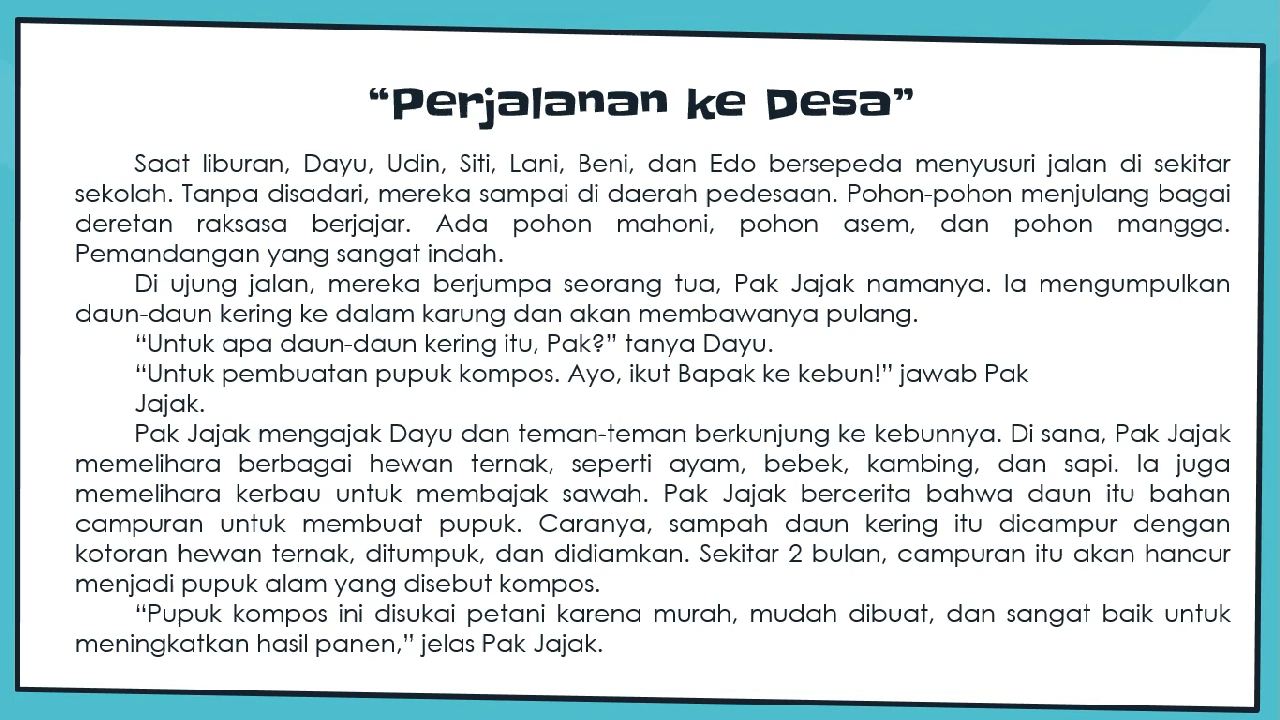 “Perjalanan ke Desa”
Saat liburan, Dayu, Udin, Siti, Lani, Beni, dan Edo bersepeda menyusuri jalan di sekitar
sekolah. Tanpa disadari, mereka sampai di daerah pedesaan. Pohon-pohon menjulang bagai
deretan raksasa berjajar. Ada pohon mahoni, pohon asem, dan pohon mangga.
Pemandangan yang sangat indah.
Di ujung jalan, mereka berjumpa seorang tua, Pak Jajak namanya. Ia mengumpulkan
daun-daun kering ke dalam karung dan akan membawanya pulang.
“Untuk apa daun-daun kering itu, Pak?” tanya Dayu.
“Untuk pembuatan pupuk kompos. Ayo, ikut Bapak ke kebun!” jawab Pak
Jajak.
Pak Jajak mengajak Dayu dan teman-teman berkunjung ke kebunnya. Di sana, Pak Jajak
memelihara berbagai hewan ternak, seperti ayam, bebek, kambing, dan sapi. Ia juga
memelihara kerbau untuk membajak sawah. Pak Jajak bercerita bahwa daun itu bahan
campuran untuk membuat pupuk. Caranya, sampah daun kering itu dicampur dengan
kotoran hewan ternak, ditumpuk, dan didiamkan. Sekitar 2 bulan, campuran itu akan hancur
menjadi pupuk alam yang disebut kompos.
“Pupuk kompos ini disukai petani karena murah, mudah dibuat, dan sangat baik untuk
meningkatkan hasil panen,” jelas Pak Jajak.